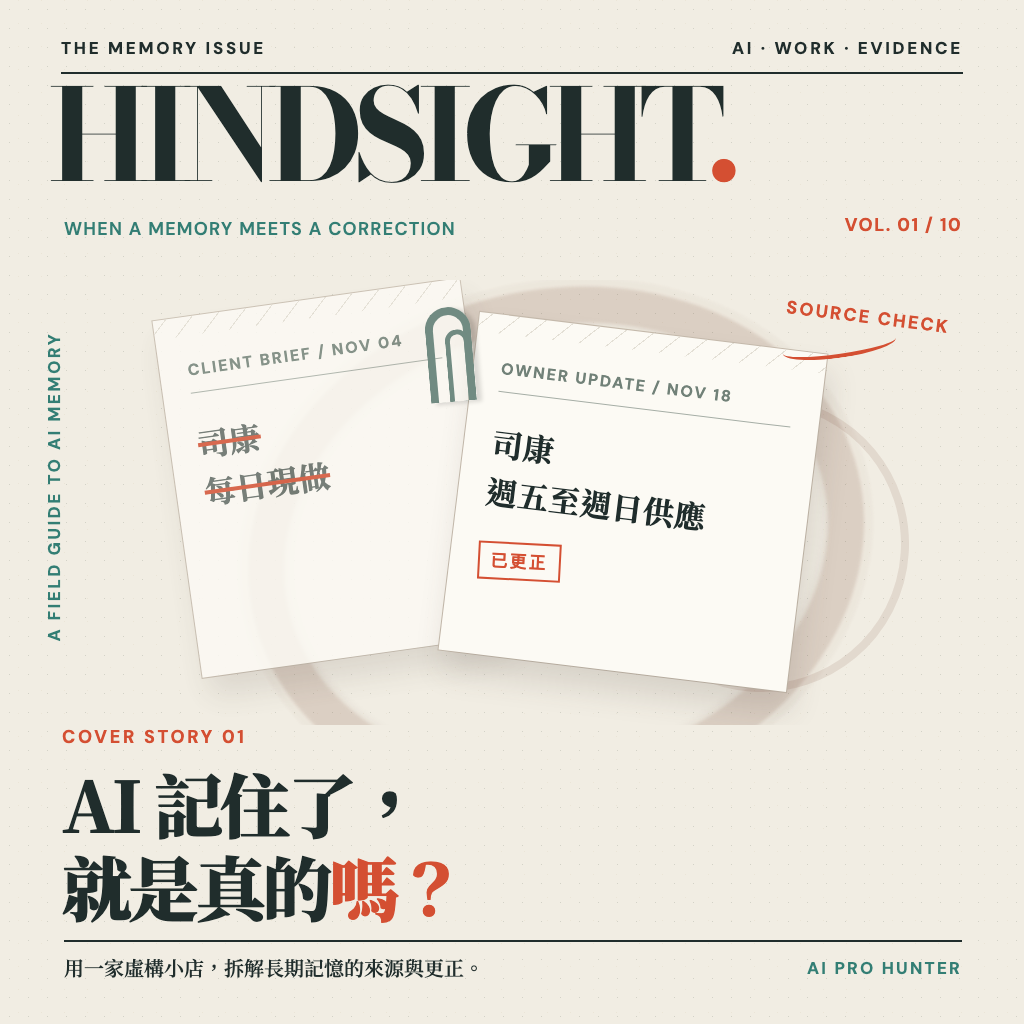 THE MEMORY ISSUE
AI · WORK · EVIDENCE
HINDSIGHT.
WHEN A MEMORY MEETS A CORRECTION
VOL. 01 / 10
A FIELD GUIDE TO AI MEMORY
CLIENT BRIEF / NOV 04
司康
每日現做
SOURCE CHECK
OWNER UPDATE / NOV 18
司康
週五至週日供應
已更正
COVER STORY 01
AI 記住了，
就是真的嗎？
用一家虛構小店，拆解長期記憶的來源與更正。
AI PRO HUNTER